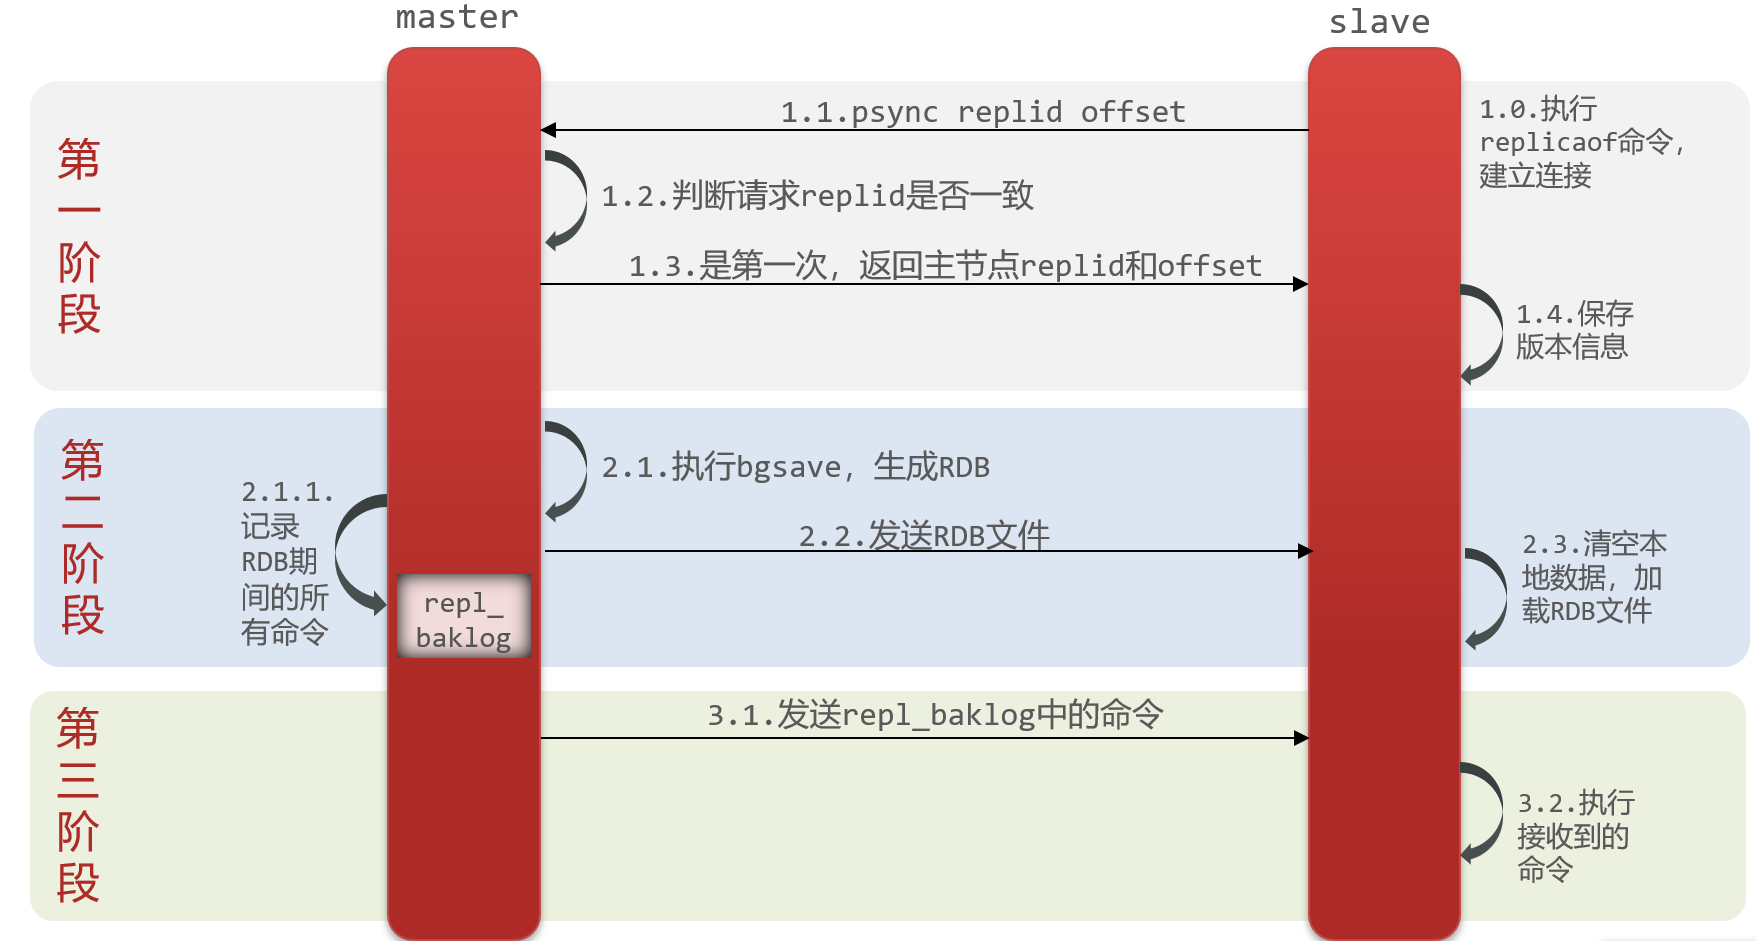 master
slave
第一阶段
1.0.执行
replicaof命令,
建立连接
1.1.psync replid offset
1.2.判断请求replid是否一致
1.3.是第一次, 返回主节点replid和offset
1.4.保存
版本信息
第二阶段
2.1.执行bgsave, 生成RDB
2.1.1.
记录
RDB期
间的所
有命令
repl_
baklog
2.2.发送RDB文件
2.3.清空本
地数据, 加
载RDB文件
第三阶段
3.1.发送repl_baklog中的命令
3.2.执行
接收到的
命令